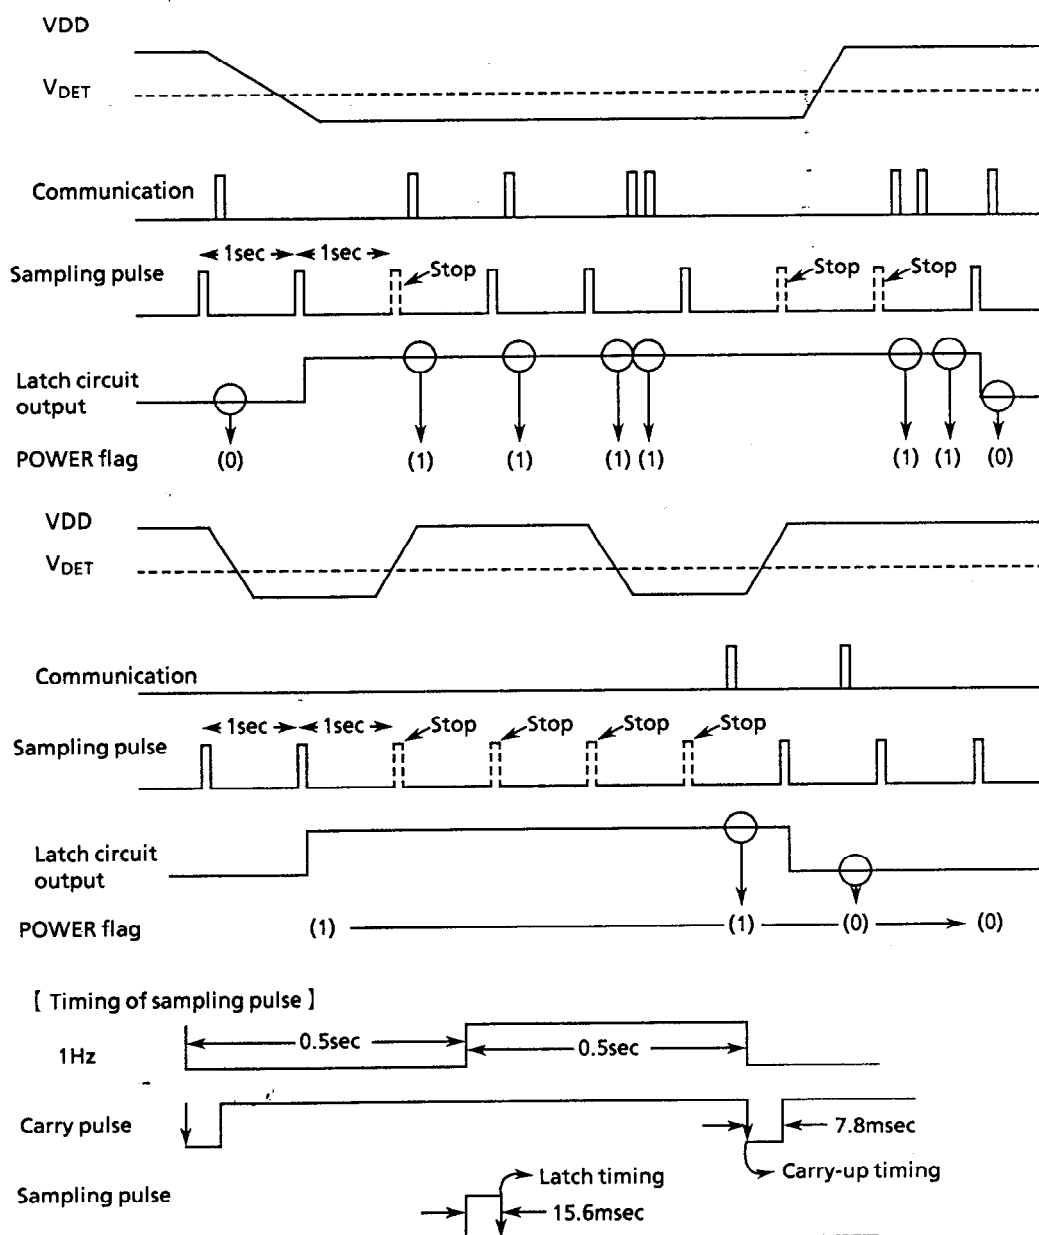 VDD
VDET
Communication
1sec 1sec
Stop Stop Stop
Sampling pulse
Latch circuit
output
POWER flag (0) (1) (1) (1) (1) (1) (1) (0)
VDD
VDET
Communication
1sec 1sec Stop Stop Stop Stop
Sampling pulse
Latch circuit
output
POWER flag (1) (1) (0) (0)
[ Timing of sampling pulse ]
1Hz 0.5sec 0.5sec
Carry pulse 7.8msec
Carry-up timing
Latch timing
Sampling pulse 15.6msec